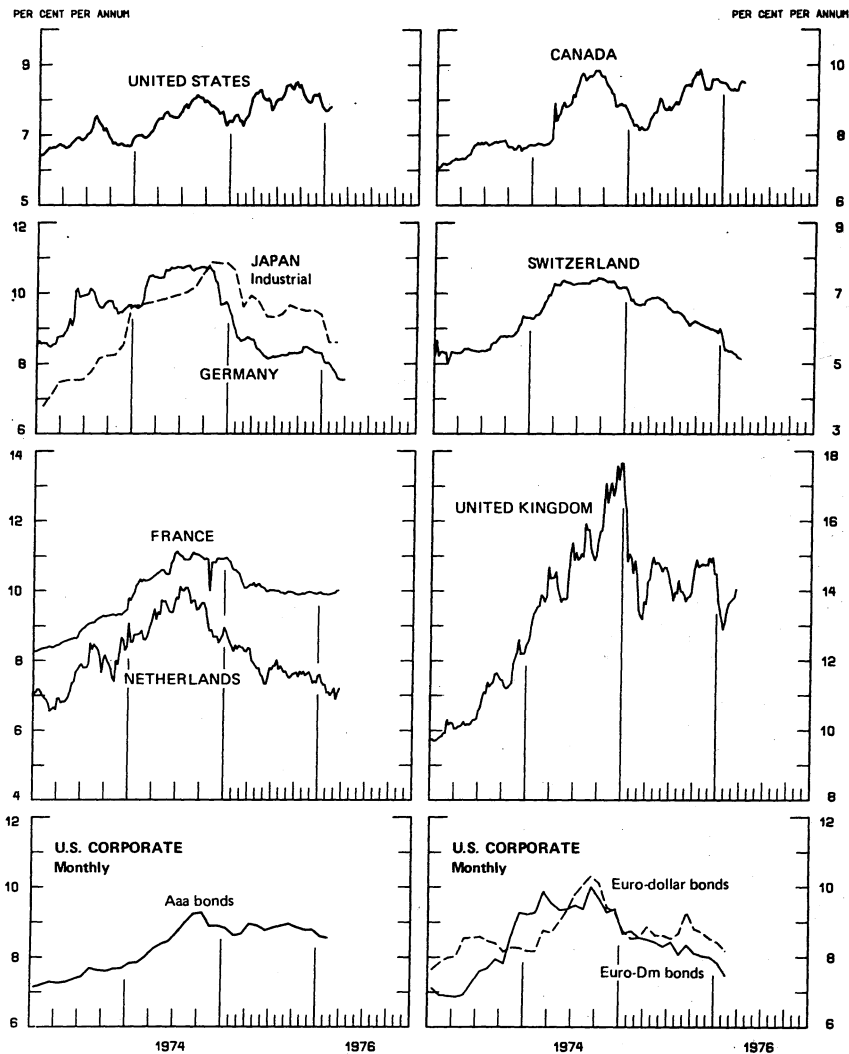 PER CENT PER ANNUM
PER CENT PER ANNUM
9
7
5
UNITED STATES
CANADA
10
8
6
12
10
8
6
JAPAN
Industrial
GERMANY
SWITZERLAND
9
7
5
3
14
12
10
8
6
4
FRANCE
NETHERLANDS
UNITED KINGDOM
18
16
14
12
10
8
12
10
8
6
U.S. CORPORATE
Monthly
Aaa bonds
U.S. CORPORATE
Monthly
Euro-dollar bonds
Euro-Dm bonds
12
10
8
6
1974
1976
1974
1976